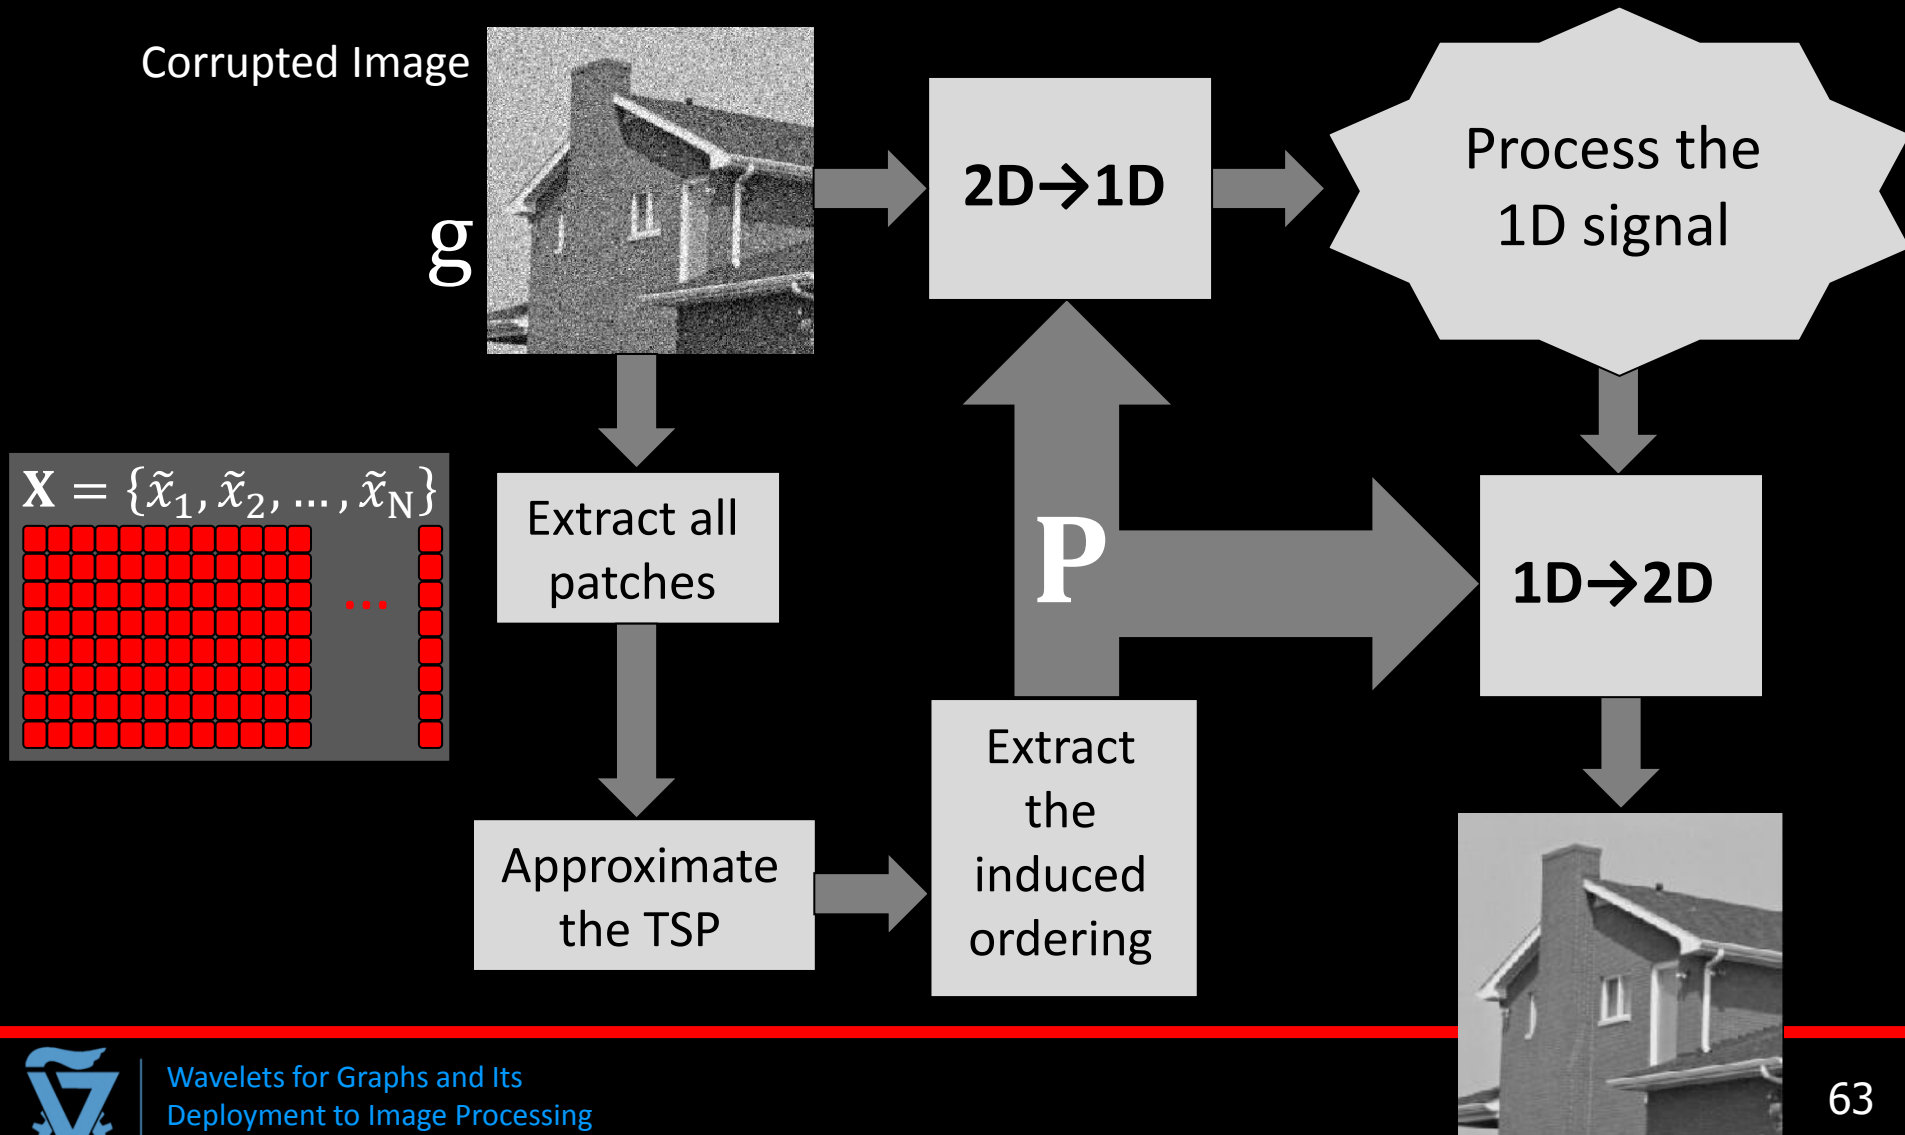 Corrupted Image
g
2D→1D
Process the
1D signal
𝐗 = {x̃₁, x̃₂, … , x̃_N}
...
Extract all
patches
P
1D→2D
Approximate
the TSP
Extract
the
induced
ordering
Wavelets for Graphs and Its
Deployment to Image Processing
63